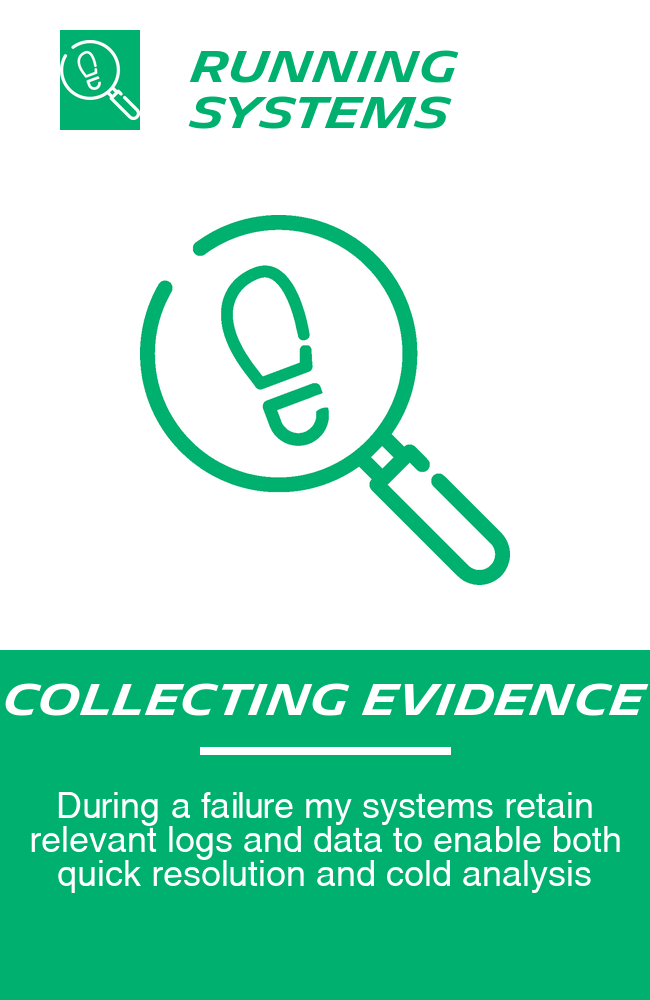 RUNNING
SYSTEMS
COLLECTING EVIDENCE
During a failure my systems retain
relevant logs and data to enable both
quick resolution and cold analysis